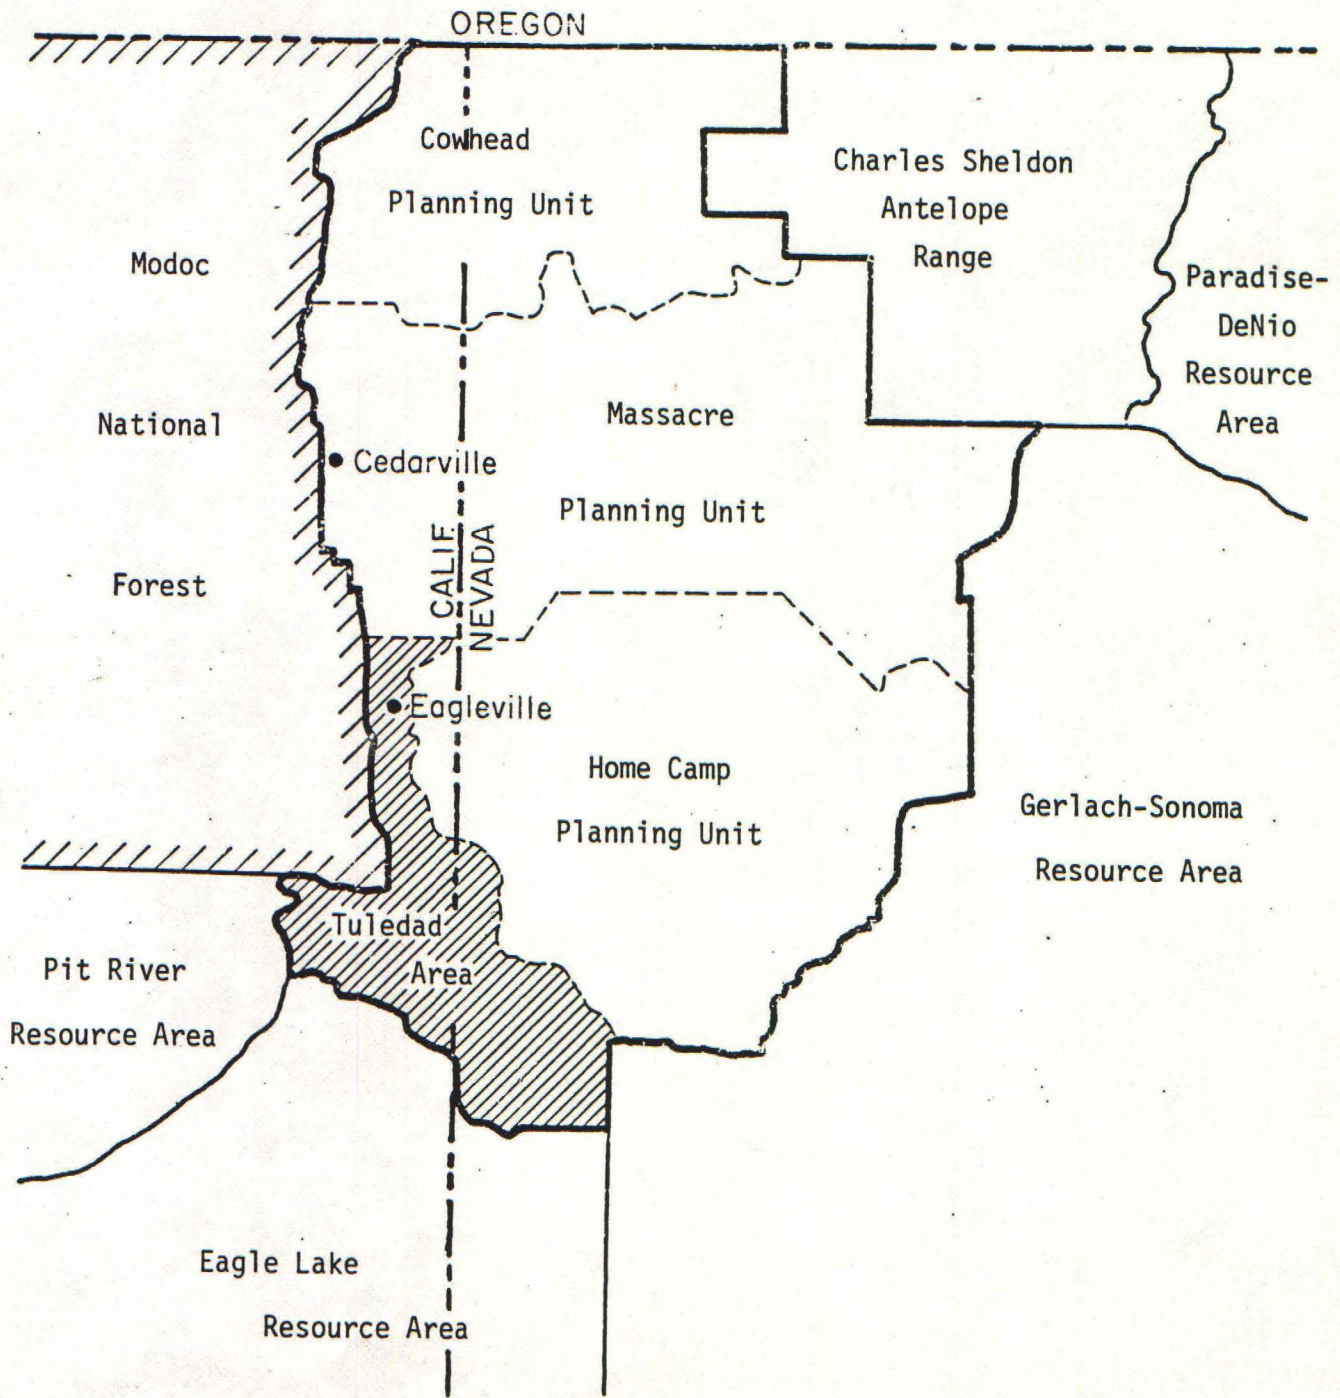 OREGON
Cowhead
Planning Unit
Charles Sheldon
Antelope
Range
Modoc
National
Forest
Paradise-
DeNio
Resource
Area
Massacre
Planning Unit
Cedarville
CALIF.
NEVADA
Eagleville
Home Camp
Planning Unit
Gerlach-Sonoma
Resource Area
Tuledad
Area
Pit River
Resource Area
Eagle Lake
Resource Area